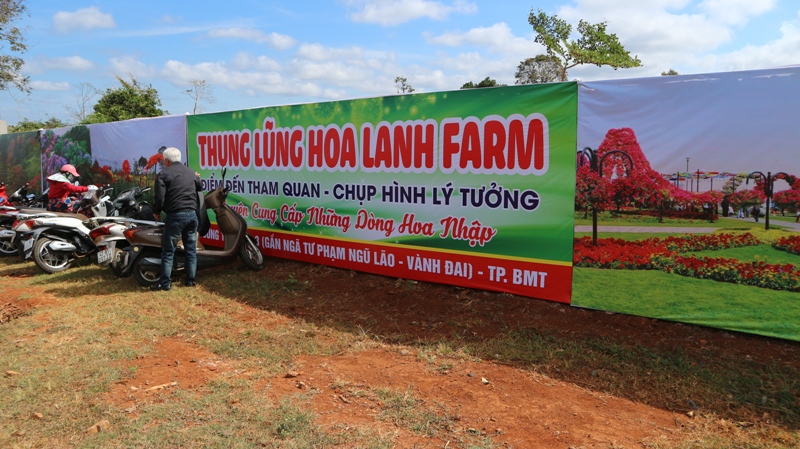 THUNG LŨNG HOA LANH FARM
ĐIỂM ĐẾN THAM QUAN - CHỤP HÌNH LÝ TƯỞNG
Cung Cấp Những Dòng Hoa Nhập
3 (GẦN NGÃ TƯ PHẠM NGŨ LÃO - VÀNH ĐAI) - TP. BMT